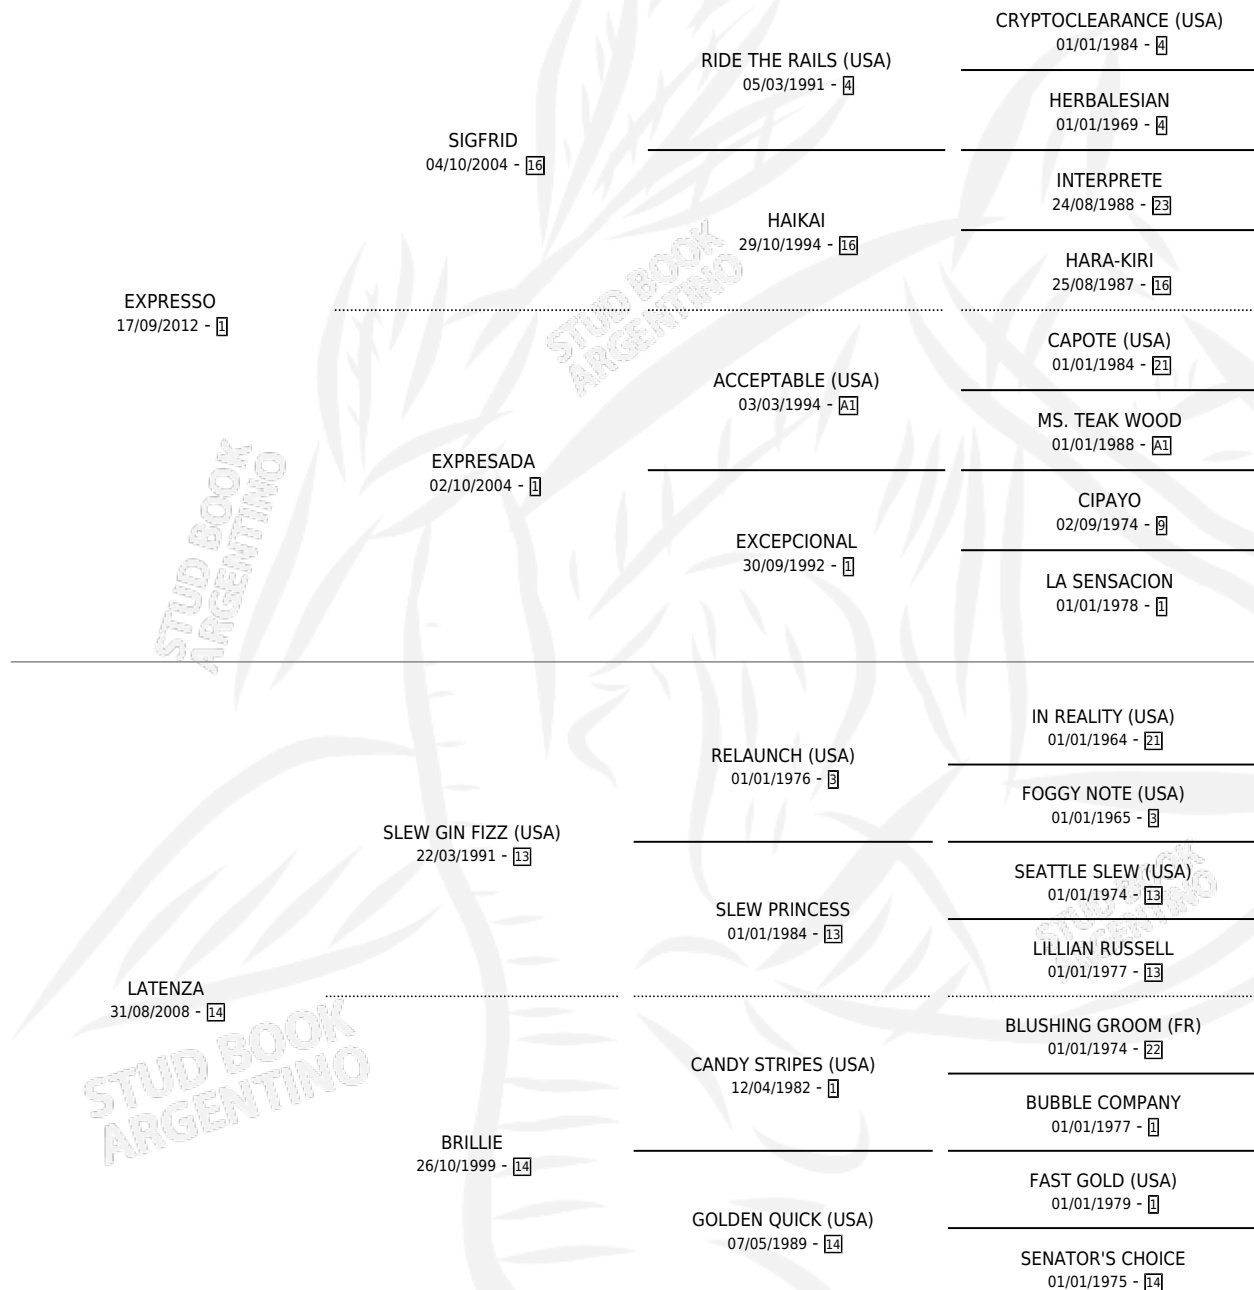 EXPRESSO
17/09/2012 - 1
SIGFRID
04/10/2004 - 16
RIDE THE RAILS (USA)
05/03/1991 - 4
CRYPTOCLEARANCE (USA)
01/01/1984 - 4
HERBALESIAN
01/01/1969 - 4
HAIKAI
29/10/1994 - 16
INTERPRETE
24/08/1988 - 23
HARA-KIRI
25/08/1987 - 16
EXPRESADA
02/10/2004 - 1
ACCEPTABLE (USA)
03/03/1994 - A1
CAPOTE (USA)
01/01/1984 - 21
MS. TEAK WOOD
01/01/1988 - A1
EXCEPCIONAL
30/09/1992 - 1
CIPAYO
02/09/1974 - 9
LA SENSACION
01/01/1978 - 1
LATENZA
31/08/2008 - 14
SLEW GIN FIZZ (USA)
22/03/1991 - 13
RELAUNCH (USA)
01/01/1976 - 3
IN REALITY (USA)
01/01/1964 - 21
FOGGY NOTE (USA)
01/01/1965 - 3
SLEW PRINCESS
01/01/1984 - 13
SEATTLE SLEW (USA)
01/01/1974 - 13
LILLIAN RUSSELL
01/01/1977 - 13
BRILLIE
26/10/1999 - 14
CANDY STRIPES (USA)
12/04/1982 - 1
BLUSHING GROOM (FR)
01/01/1974 - 22
BUBBLE COMPANY
01/01/1977 - 1
GOLDEN QUICK (USA)
07/05/1989 - 14
FAST GOLD (USA)
01/01/1979 - 1
SENATOR'S CHOICE
01/01/1975 - 14
STUD BOOK
ARGENTINO
STUD BOOK
ARGENTINO
STUD BOOK
ARGENTINO
STUD BOOK
ARGENTINO